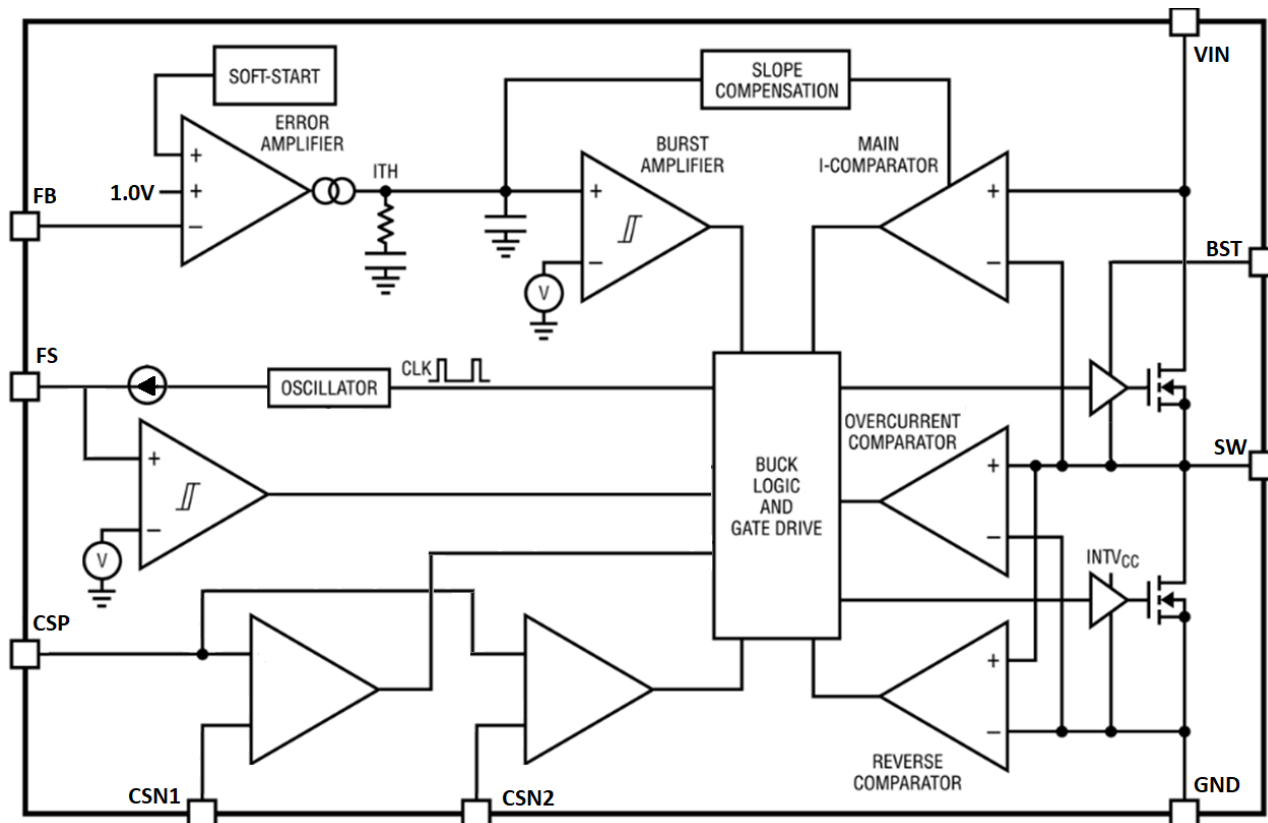 VIN
SOFT-START
SLOPE
COMPENSATION
ERROR
AMPLIFIER
BURST
AMPLIFIER
MAIN
I-COMPARATOR
ITH
FB
1.0V
+
+
−
+
−
+
−
V
BST
FS
CLK
OSCILLATOR
OVERCURRENT
COMPARATOR
SW
BUCK
LOGIC
AND
GATE DRIVE
+
−
+
−
V
INTVCC
CSP
+
−
REVERSE
COMPARATOR
CSN1
CSN2
GND